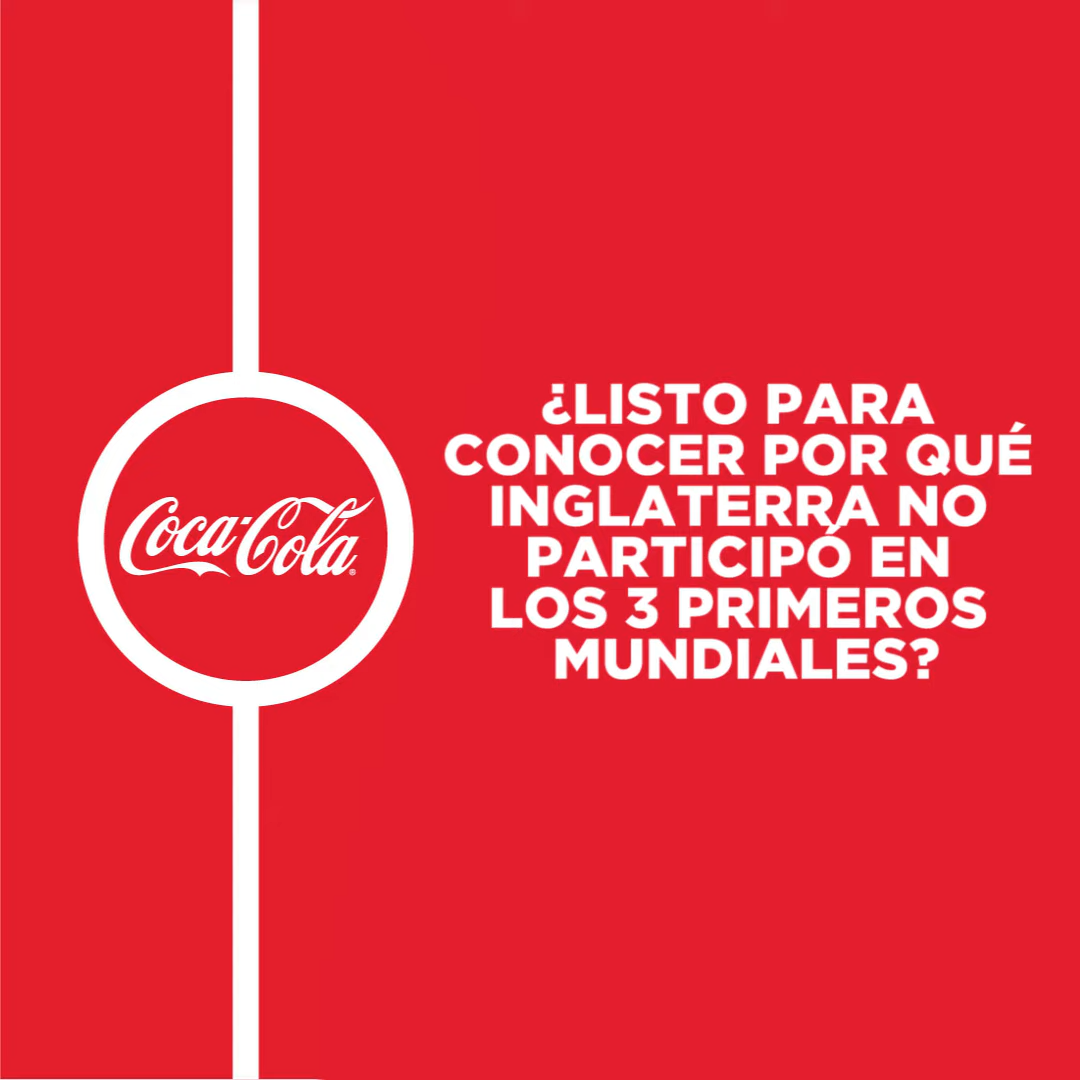 Coca-Cola®
¿LISTO PARA
CONOCER POR QUÉ
INGLATERRA NO
PARTICIPÓ EN
LOS 3 PRIMEROS
MUNDIALES?